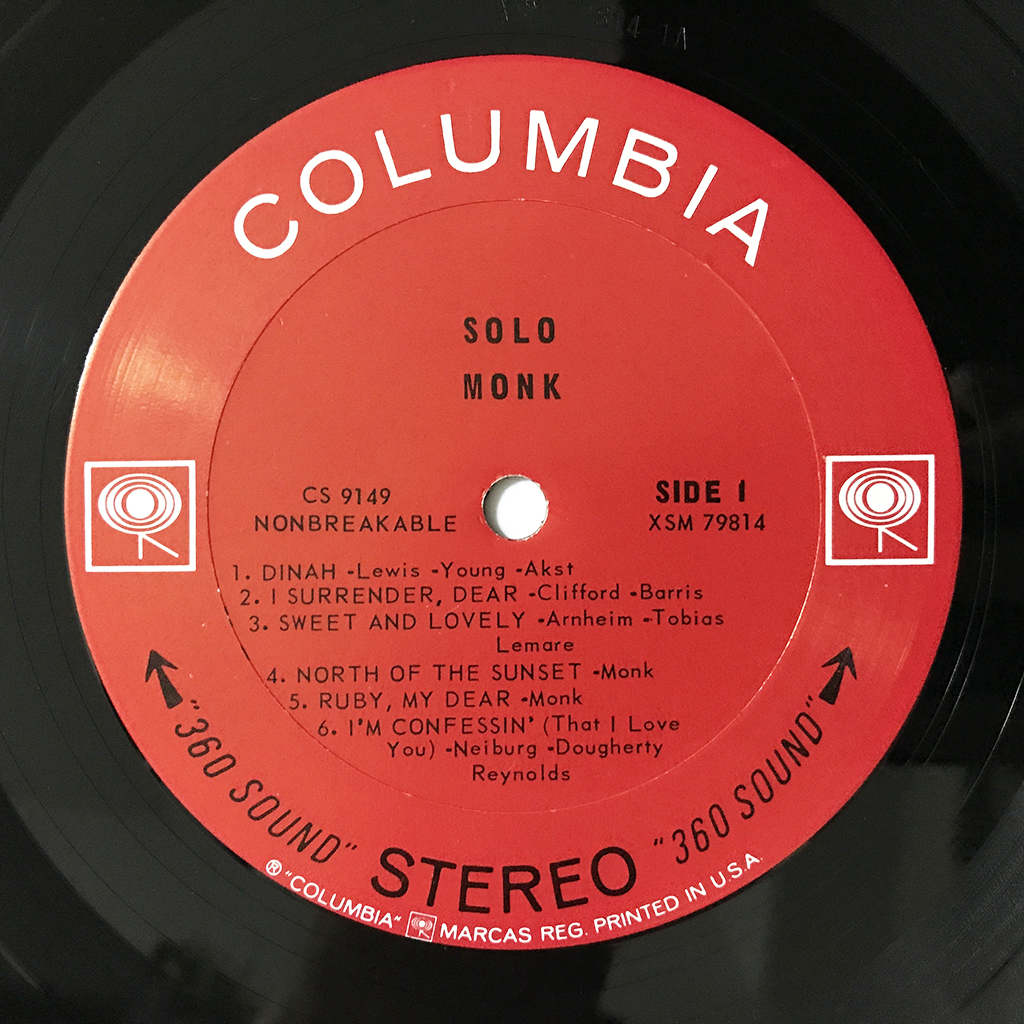 COLUMBIA
SOLO
MONK
CS 9149
NONBREAKABLE
SIDE 1
XSM 79814
1. DINAH -Lewis -Young -Akst
2. I SURRENDER, DEAR -Clifford -Barris
3. SWEET AND LOVELY -Arnheim -Tobias
Lemare
4. NORTH OF THE SUNSET -Monk
5. RUBY, MY DEAR -Monk
6. I'M CONFESSIN' (That I Love
You) -Neiburg -Dougherty
Reynolds
"360 SOUND" STEREO "360 SOUND"
® "COLUMBIA" MARCAS REG. PRINTED IN U.S.A.